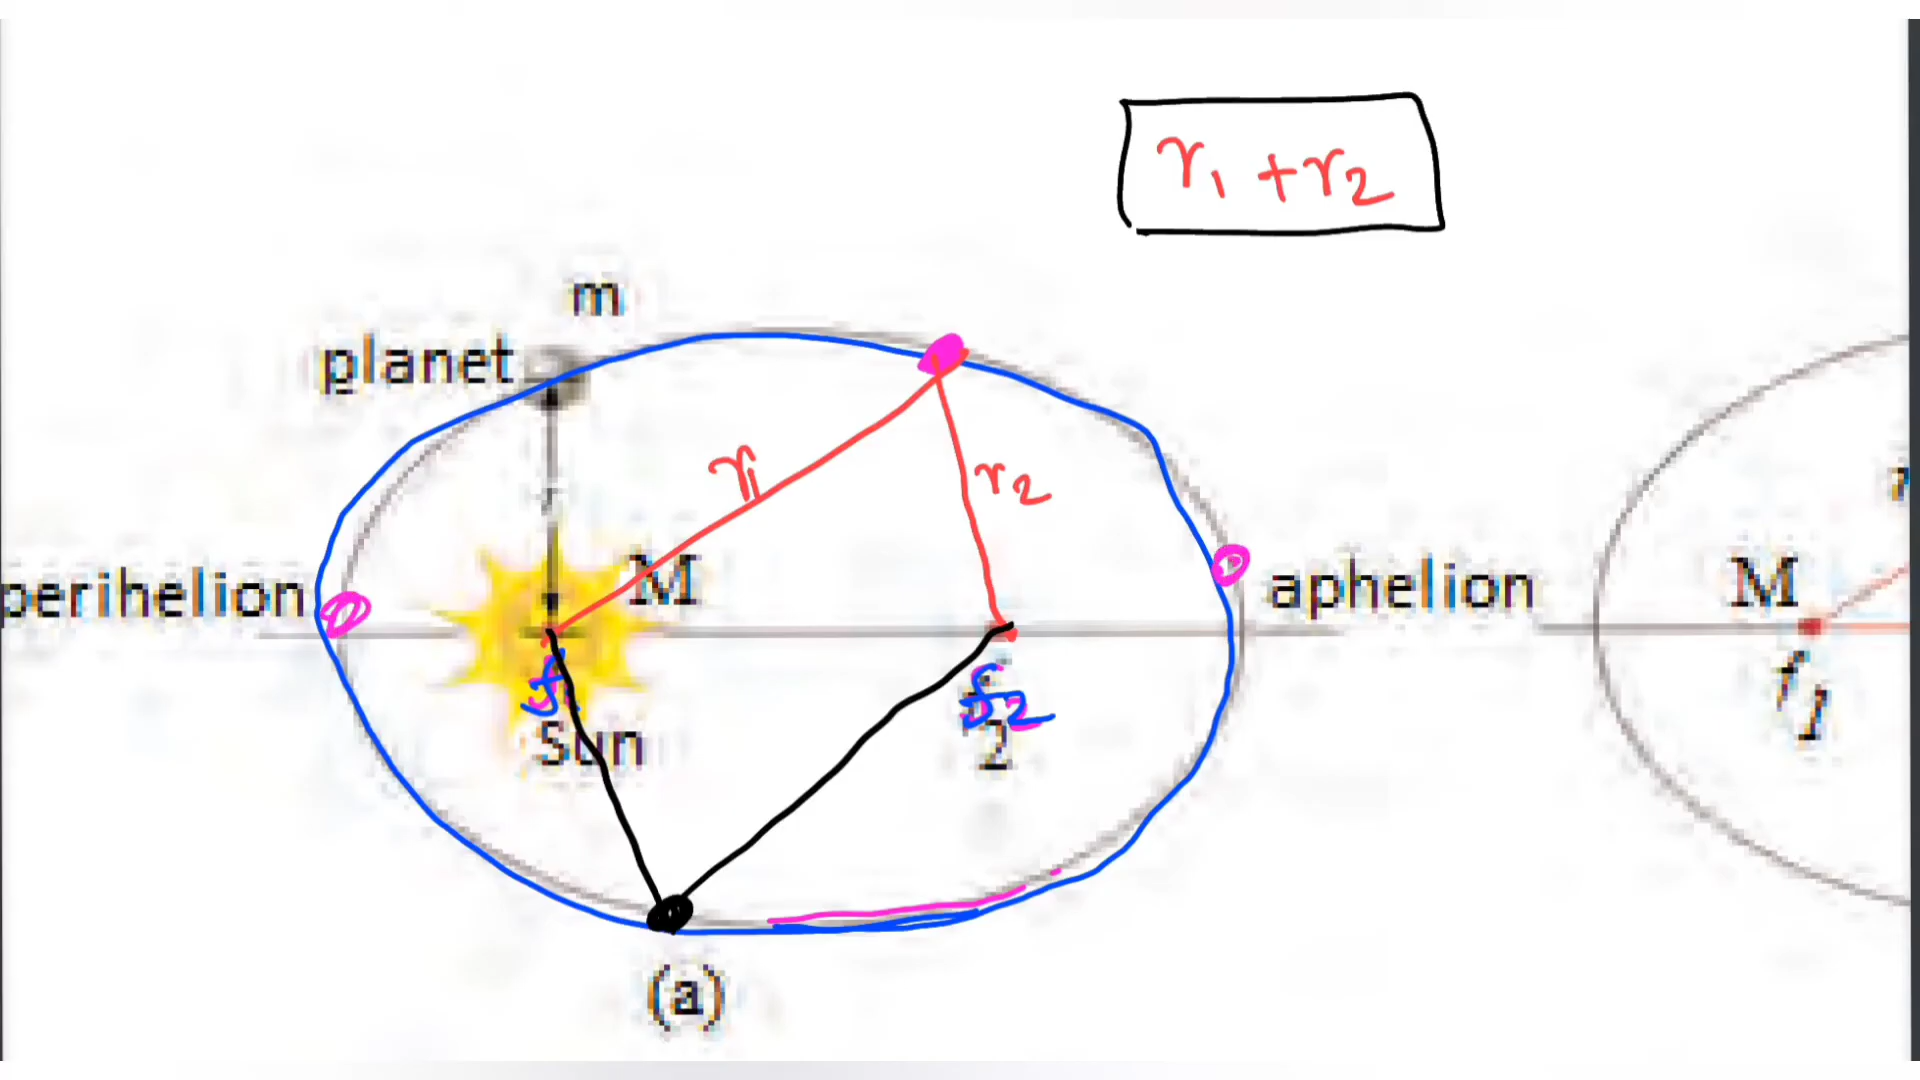 r₁ + r₂
m
planet
r
r₁
r₂
M
perihelion
aphelion
M
f₁
f₂
2
f₁
Sun
(a)